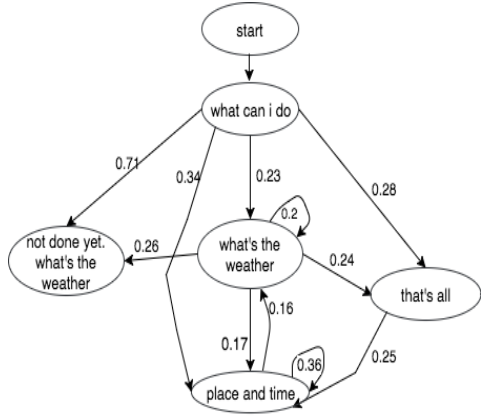 start
what can i do
0.71
0.34
0.23
0.28
0.2
not done yet.
what's the
weather
0.26
what's the
weather
0.24
that's all
0.16
0.17
0.36
0.25
place and time